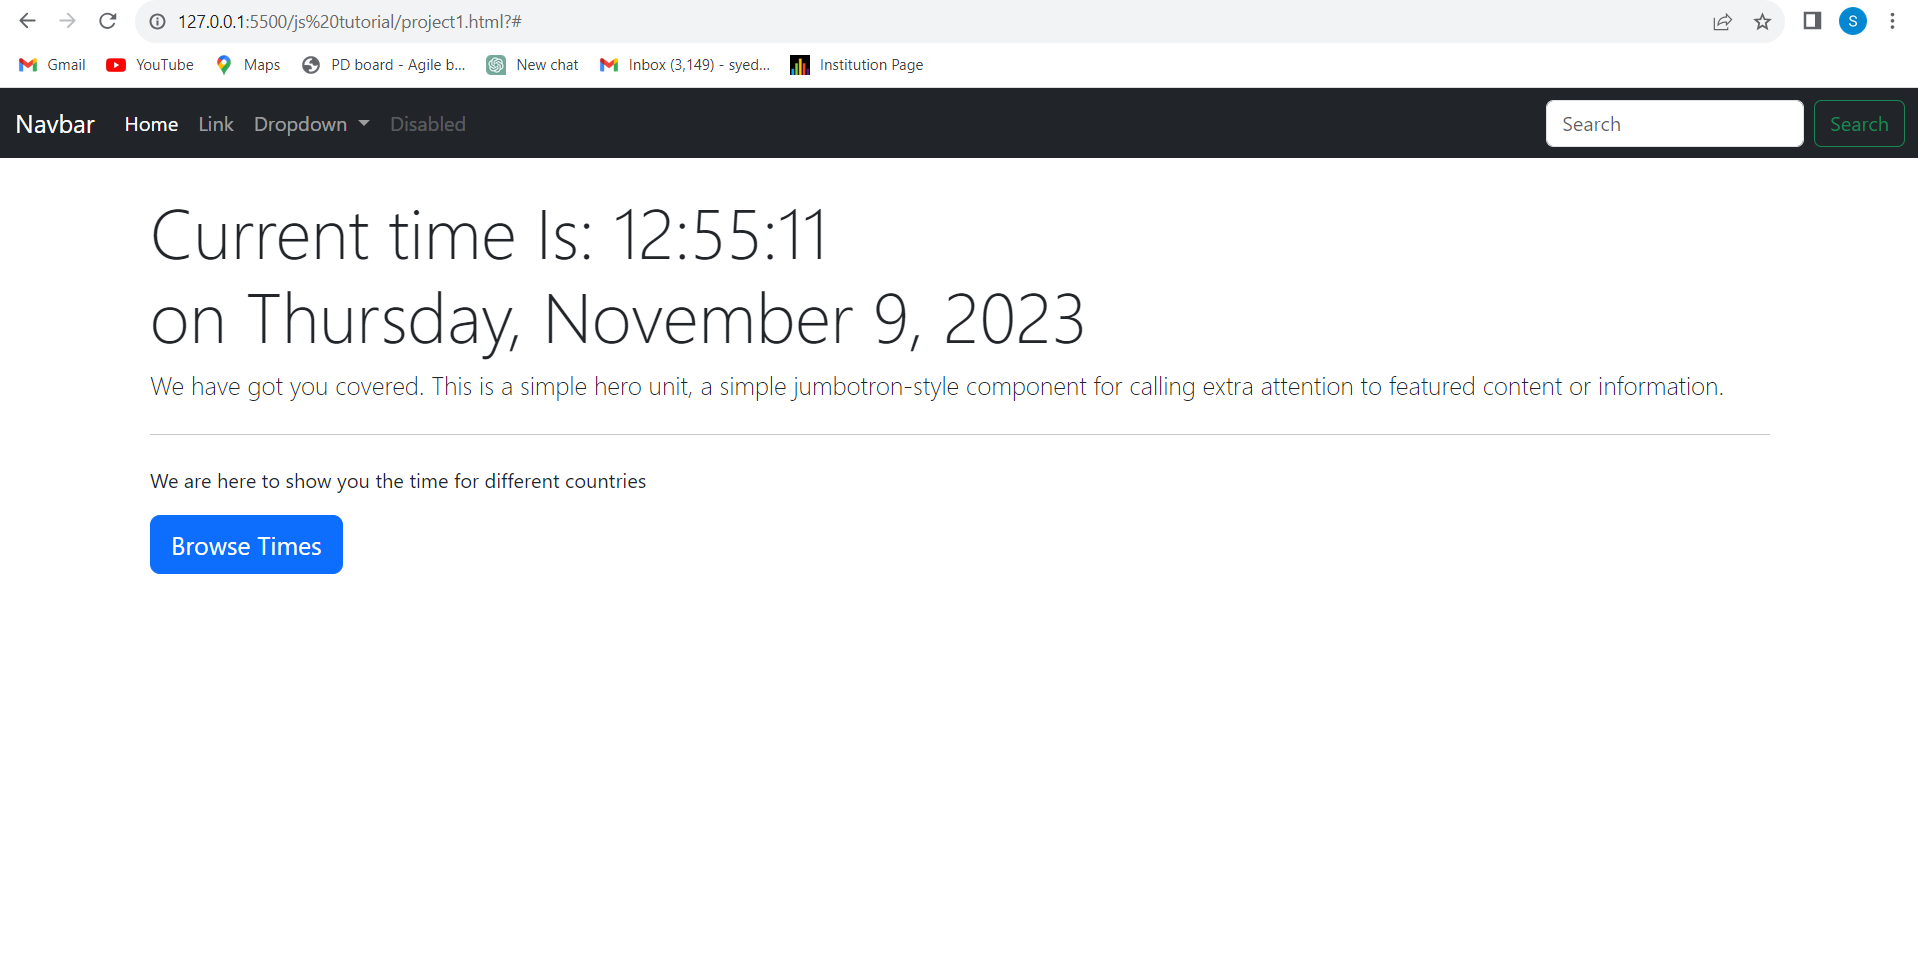 127.0.0.1:5500/js%20tutorial/project1.html?#
S
Gmail YouTube Maps PD board - Agile b... New chat Inbox (3,149) - syed... Institution Page
Navbar Home Link Dropdown Disabled Search Search
Current time Is: 12:55:11
on Thursday, November 9, 2023
We have got you covered. This is a simple hero unit, a simple jumbotron-style component for calling extra attention to featured content or information.
We are here to show you the time for different countries
Browse Times